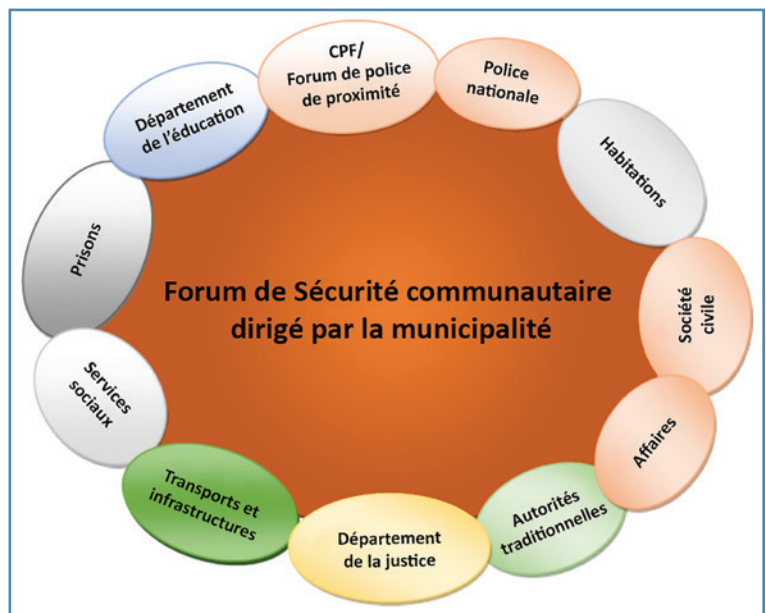 CPF/
Forum de police
de proximité
Police
nationale
Habitations
Société
civile
Affaires
Autorités
traditionnelles
Département
de la justice
Transports et
infrastructures
Services
sociaux
Prisons
Département
de l'éducation
Forum de Sécurité communautaire
dirigé par la municipalité